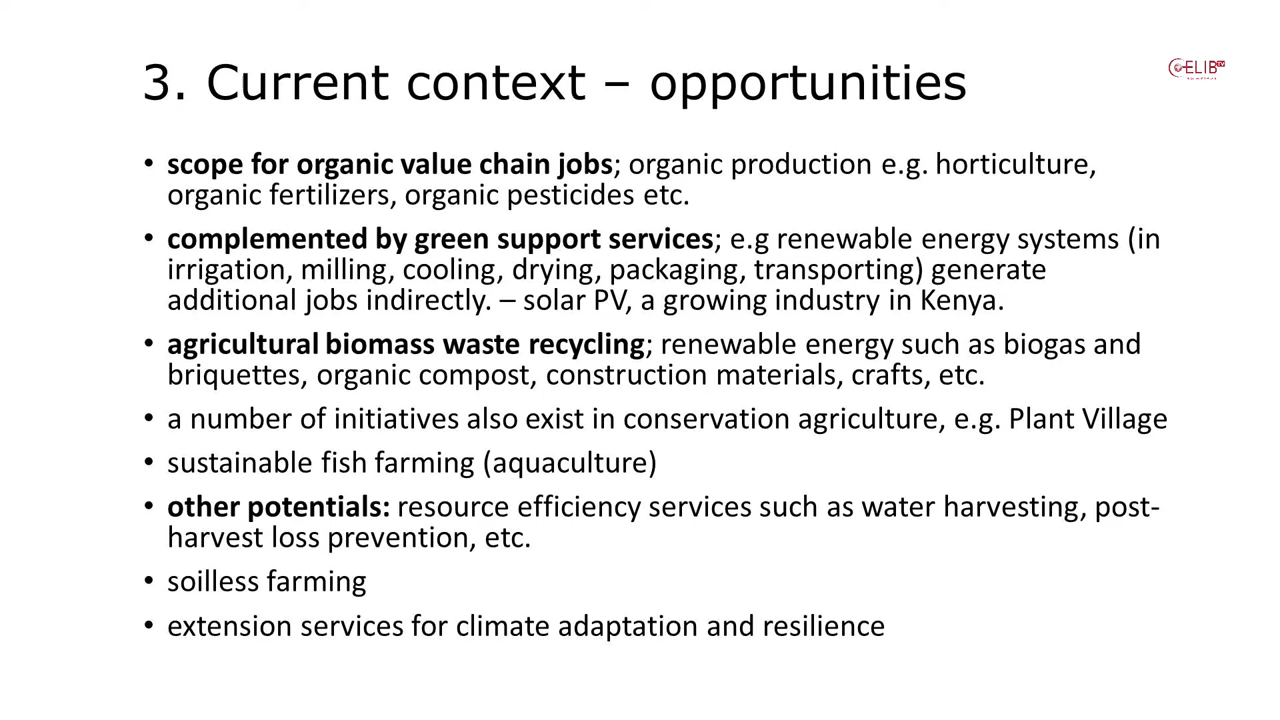 3. Current context – opportunities
ELIB TV
• scope for organic value chain jobs; organic production e.g. horticulture,
organic fertilizers, organic pesticides etc.
• complemented by green support services; e.g renewable energy systems (in
irrigation, milling, cooling, drying, packaging, transporting) generate
additional jobs indirectly. – solar PV, a growing industry in Kenya.
• agricultural biomass waste recycling; renewable energy such as biogas and
briquettes, organic compost, construction materials, crafts, etc.
• a number of initiatives also exist in conservation agriculture, e.g. Plant Village
• sustainable fish farming (aquaculture)
• other potentials: resource efficiency services such as water harvesting, post-
harvest loss prevention, etc.
• soilless farming
• extension services for climate adaptation and resilience